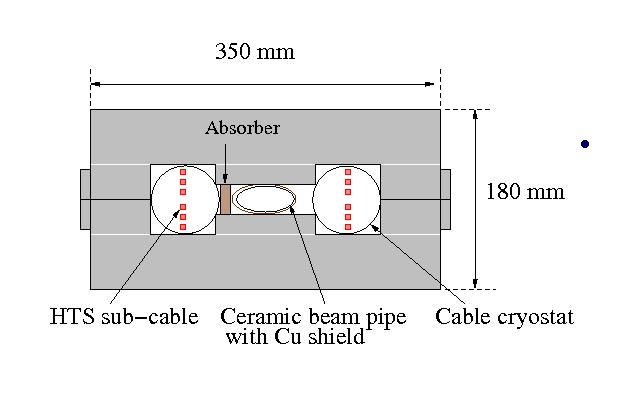 350 mm
Absorber
180 mm
HTS sub−cable
Ceramic beam pipe
with Cu shield
Cable cryostat